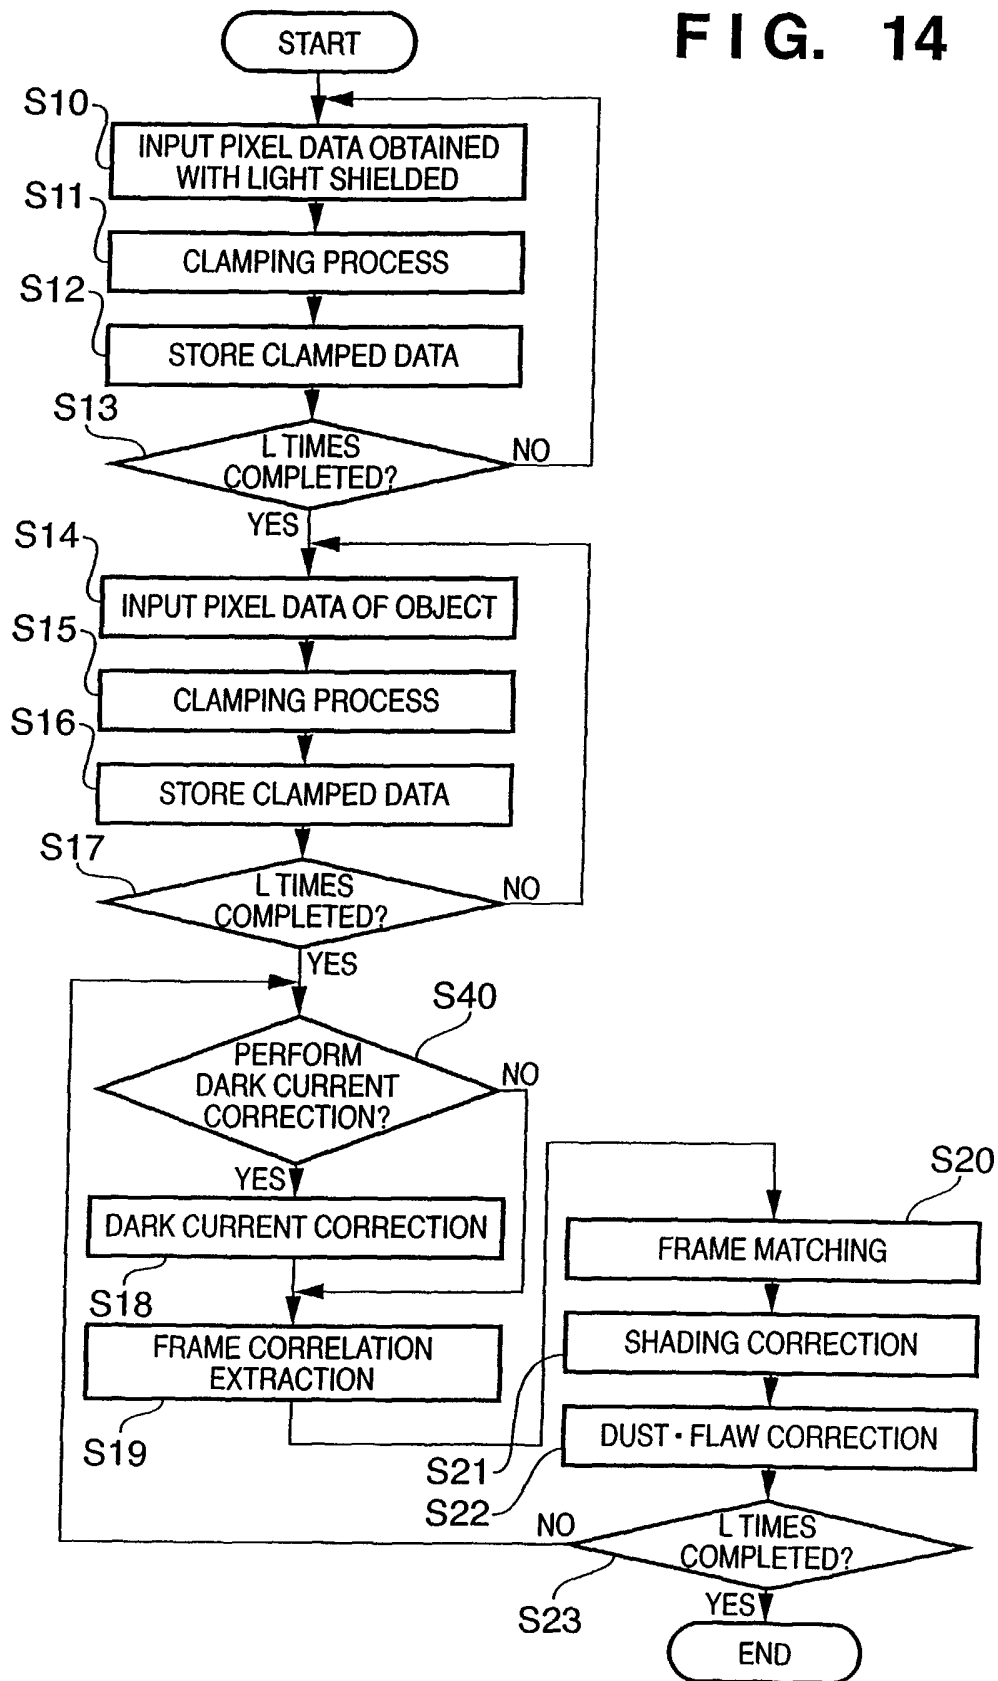 FIG. 14
START
S10
INPUT PIXEL DATA OBTAINED
WITH LIGHT SHIELDED
S11
CLAMPING PROCESS
S12
STORE CLAMPED DATA
S13
L TIMES
COMPLETED?
NO
YES
S14
INPUT PIXEL DATA OF OBJECT
S15
CLAMPING PROCESS
S16
STORE CLAMPED DATA
S17
L TIMES
COMPLETED?
NO
YES
S40
PERFORM
DARK CURRENT
CORRECTION?
NO
YES
DARK CURRENT CORRECTION
S18
FRAME CORRELATION
EXTRACTION
S19
S20
FRAME MATCHING
SHADING CORRECTION
S21
DUST・FLAW CORRECTION
S22
L TIMES
COMPLETED?
NO
S23
YES
END